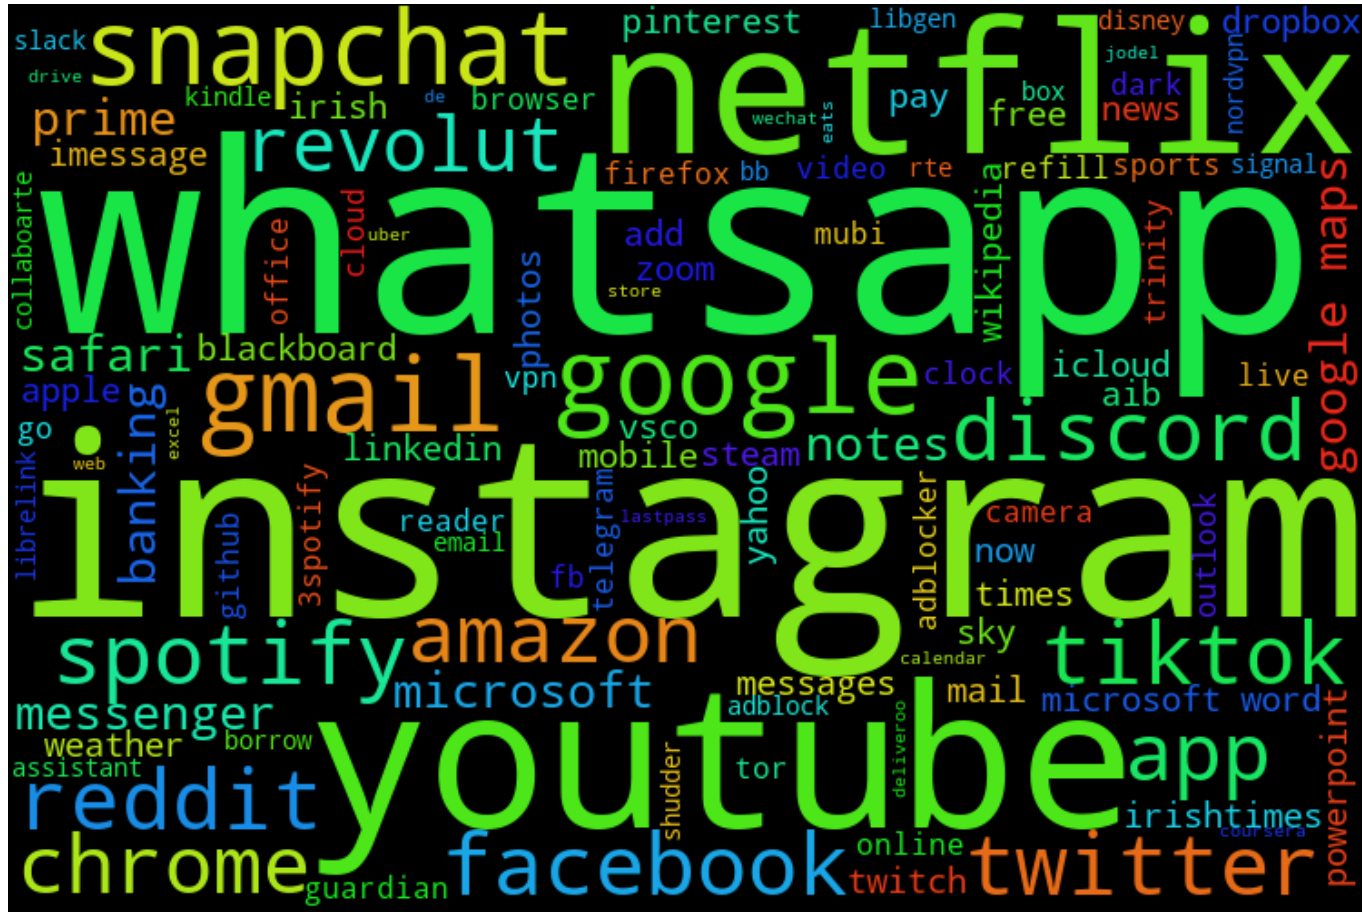 slack
snapchat
pinterest
libgen
disney
dropbox
drive
kindle
irish
de
browser
netflix
jodel
nordvpn
prime
imessage
revolut
wechat
eats
pay
box
free
dark
news
collaboarte
whatsapp
office
cloud
uber
firefox
bb
video
rte
refill
sports
signal
google maps
add
zoom
store
mubi
wikipedia
trinity
photos
safari
blackboard
gmail
vpn
google
clock
icloud
aib
live
apple
go
banking
excel
web
linkedin
vsco
mobile
steam
notes
discord
librelink
instagram
github
3spotify
reader
email
fb
telegram
lastpass
yahoo
adblocker
camera
now
times
outlook
spotify
amazon
microsoft
sky
calendar
tiktok
messages
mail
microsoft word
messenger
weather
borrow
assistant
youtube
adblock
shudder
tor
deliveroo
app
powerpoint
reddit
irishtimes
coursera
chrome
guardian
facebook
online
twitch
twitter